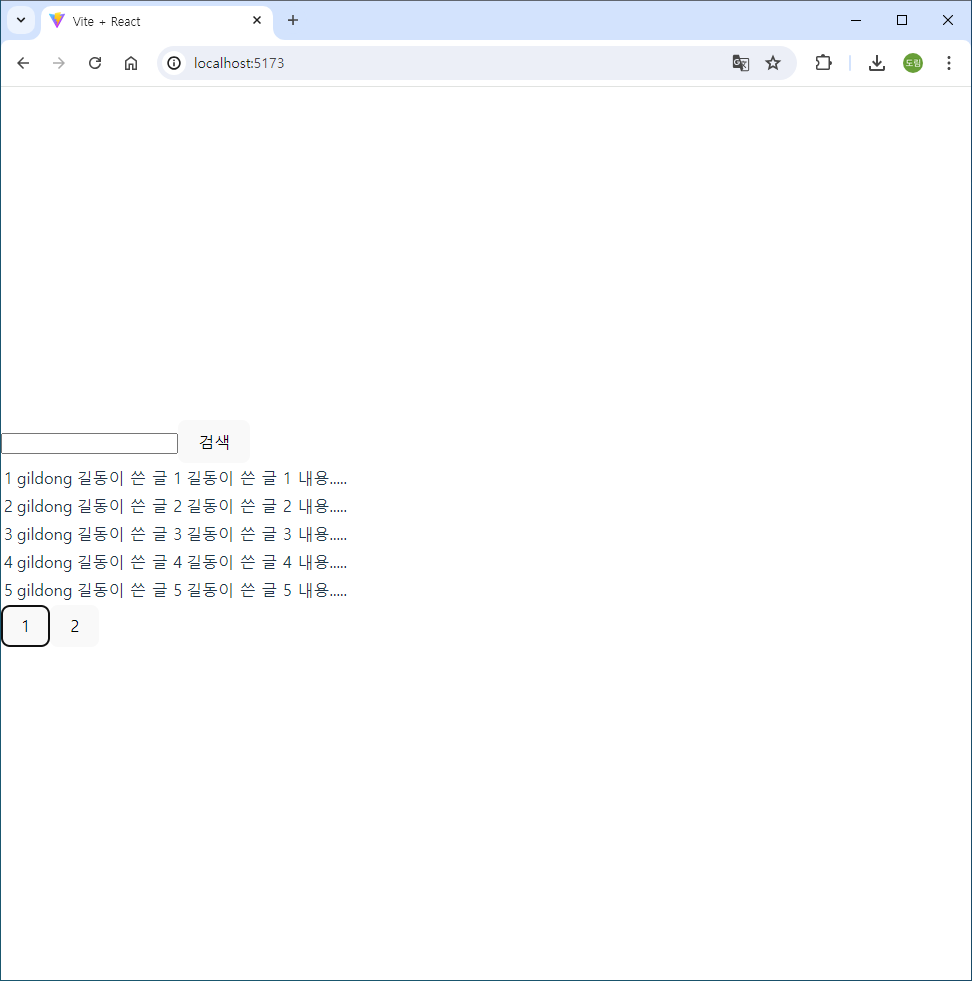 Vite + React
localhost:5173
도림
검색
1 gildong 길동이 쓴 글 1 길동이 쓴 글 1 내용.....
2 gildong 길동이 쓴 글 2 길동이 쓴 글 2 내용.....
3 gildong 길동이 쓴 글 3 길동이 쓴 글 3 내용.....
4 gildong 길동이 쓴 글 4 길동이 쓴 글 4 내용.....
5 gildong 길동이 쓴 글 5 길동이 쓴 글 5 내용.....
1 2